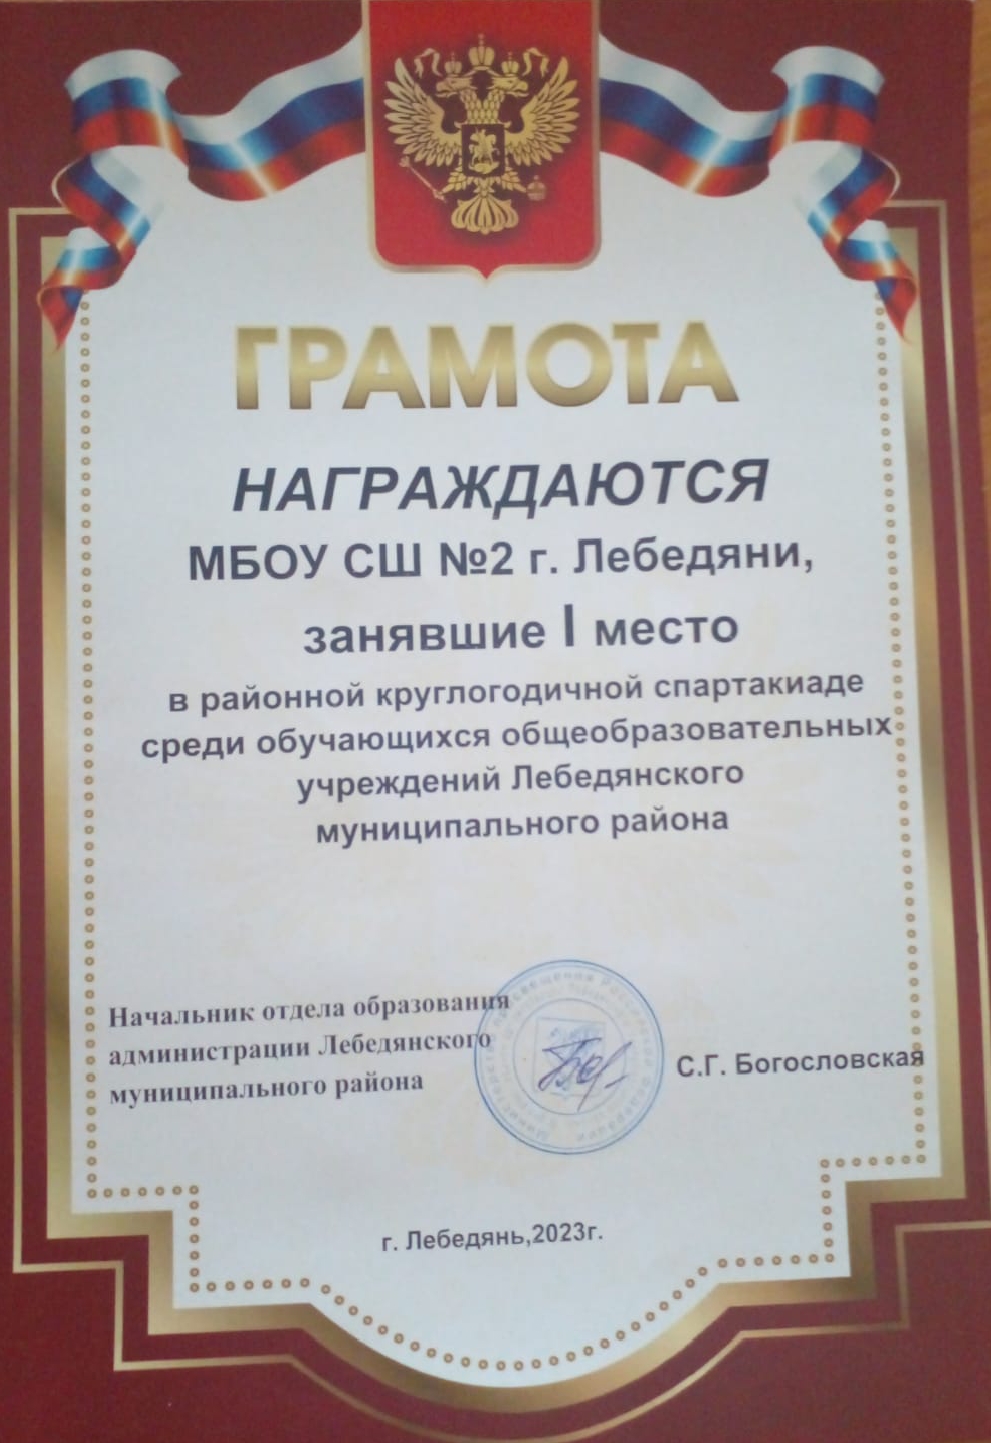 ГРАМОТА
НАГРАЖДАЮТСЯ
МБОУ СШ №2 г. Лебедяни,
занявшие I место
в районной круглогодичной спартакиаде
среди обучающихся общеобразовательных
учреждений Лебедянского
муниципального района
Начальник отдела образования
администрации Лебедянского
муниципального района
С.Г. Богословская
г. Лебедянь,2023г.